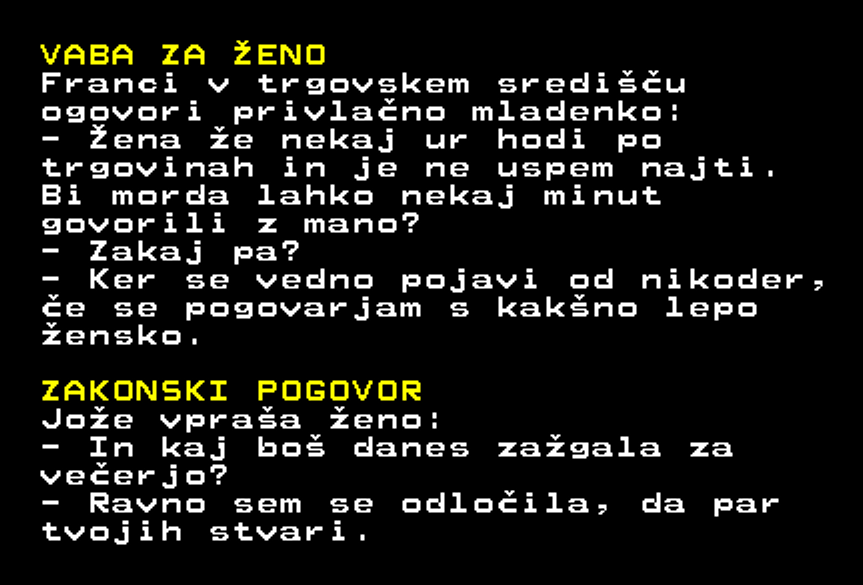 VABA ZA ŽENO
Franci v trgovskem središču
ogovori privlačno mladenko:
- Žena že nekaj ur hodi po
trgovinah in je ne uspem najti.
Bi morda lahko nekaj minut
govorili z mano?
- Zakaj pa?
- Ker se vedno pojavi od nikoder,
če se pogovarjam s kakšno lepo
žensko.
ZAKONSKI POGOVOR
Jože vpraša ženo:
- In kaj boš danes zažgala za
večerjo?
- Ravno sem se odločila, da par
tvojih stvari.